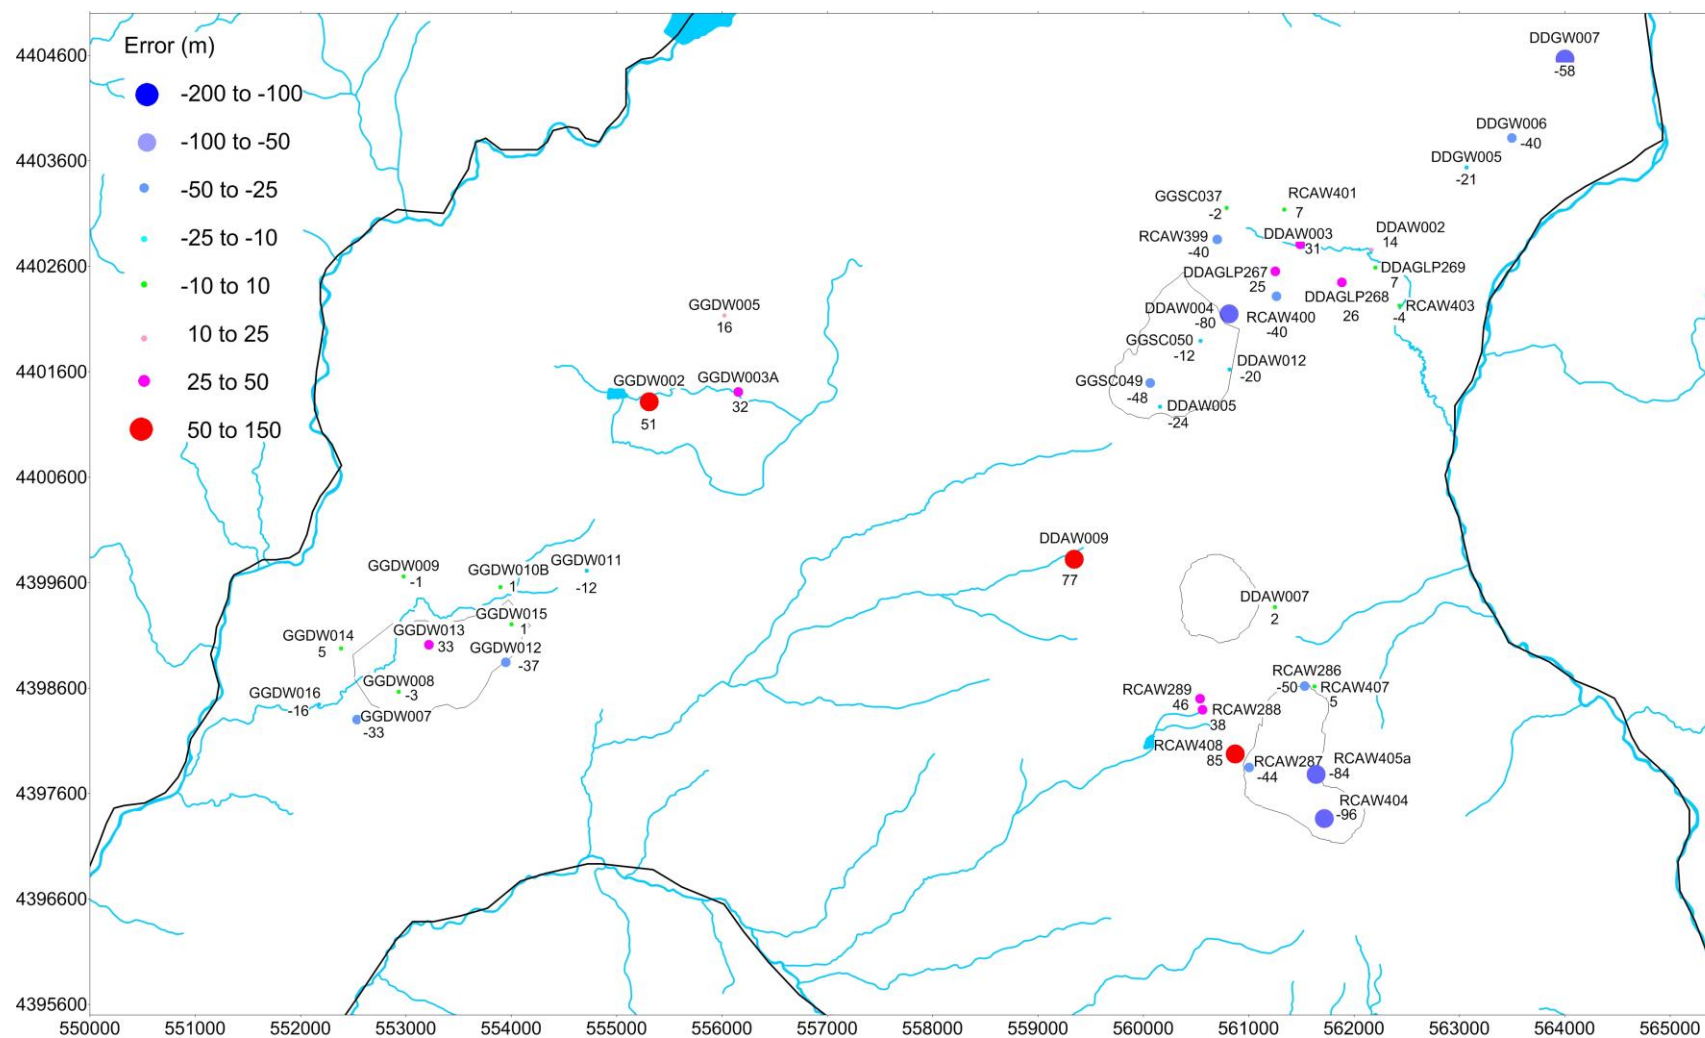 Error (m)
-200 to -100
-100 to -50
-50 to -25
-25 to -10
-10 to 10
10 to 25
25 to 50
50 to 150
4404600
4403600
4402600
4401600
4400600
4399600
4398600
4397600
4396600
4395600
DDGW007
-58
DDGW006
-40
DDGW005
-21
GGSC037
-2
RCAW401
7
RCAW399
-40
DDAW003
31
DDAW002
14
DDAGLP267
25
DDAGLP269
7
DDAGLP268
26
RCAW403
-4
DDAW004
-80
RCAW400
-40
GGSC050
-12
DDAW012
-20
GGSC049
-48
DDAW005
-24
GGDW005
16
GGDW002
51
GGDW003A
32
DDAW009
77
DDAW007
2
GGDW009
-1
GGDW010B
1
GGDW011
-12
GGDW015
1
GGDW014
5
GGDW013
33
GGDW012
-37
GGDW008
-3
GGDW016
-16
GGDW007
-33
RCAW286
-50
RCAW407
5
RCAW289
46
RCAW288
38
RCAW408
85
RCAW287
-44
RCAW405a
-84
RCAW404
-96
550000 551000 552000 553000 554000 555000 556000 557000 558000 559000 560000 561000 562000 563000 564000 565000